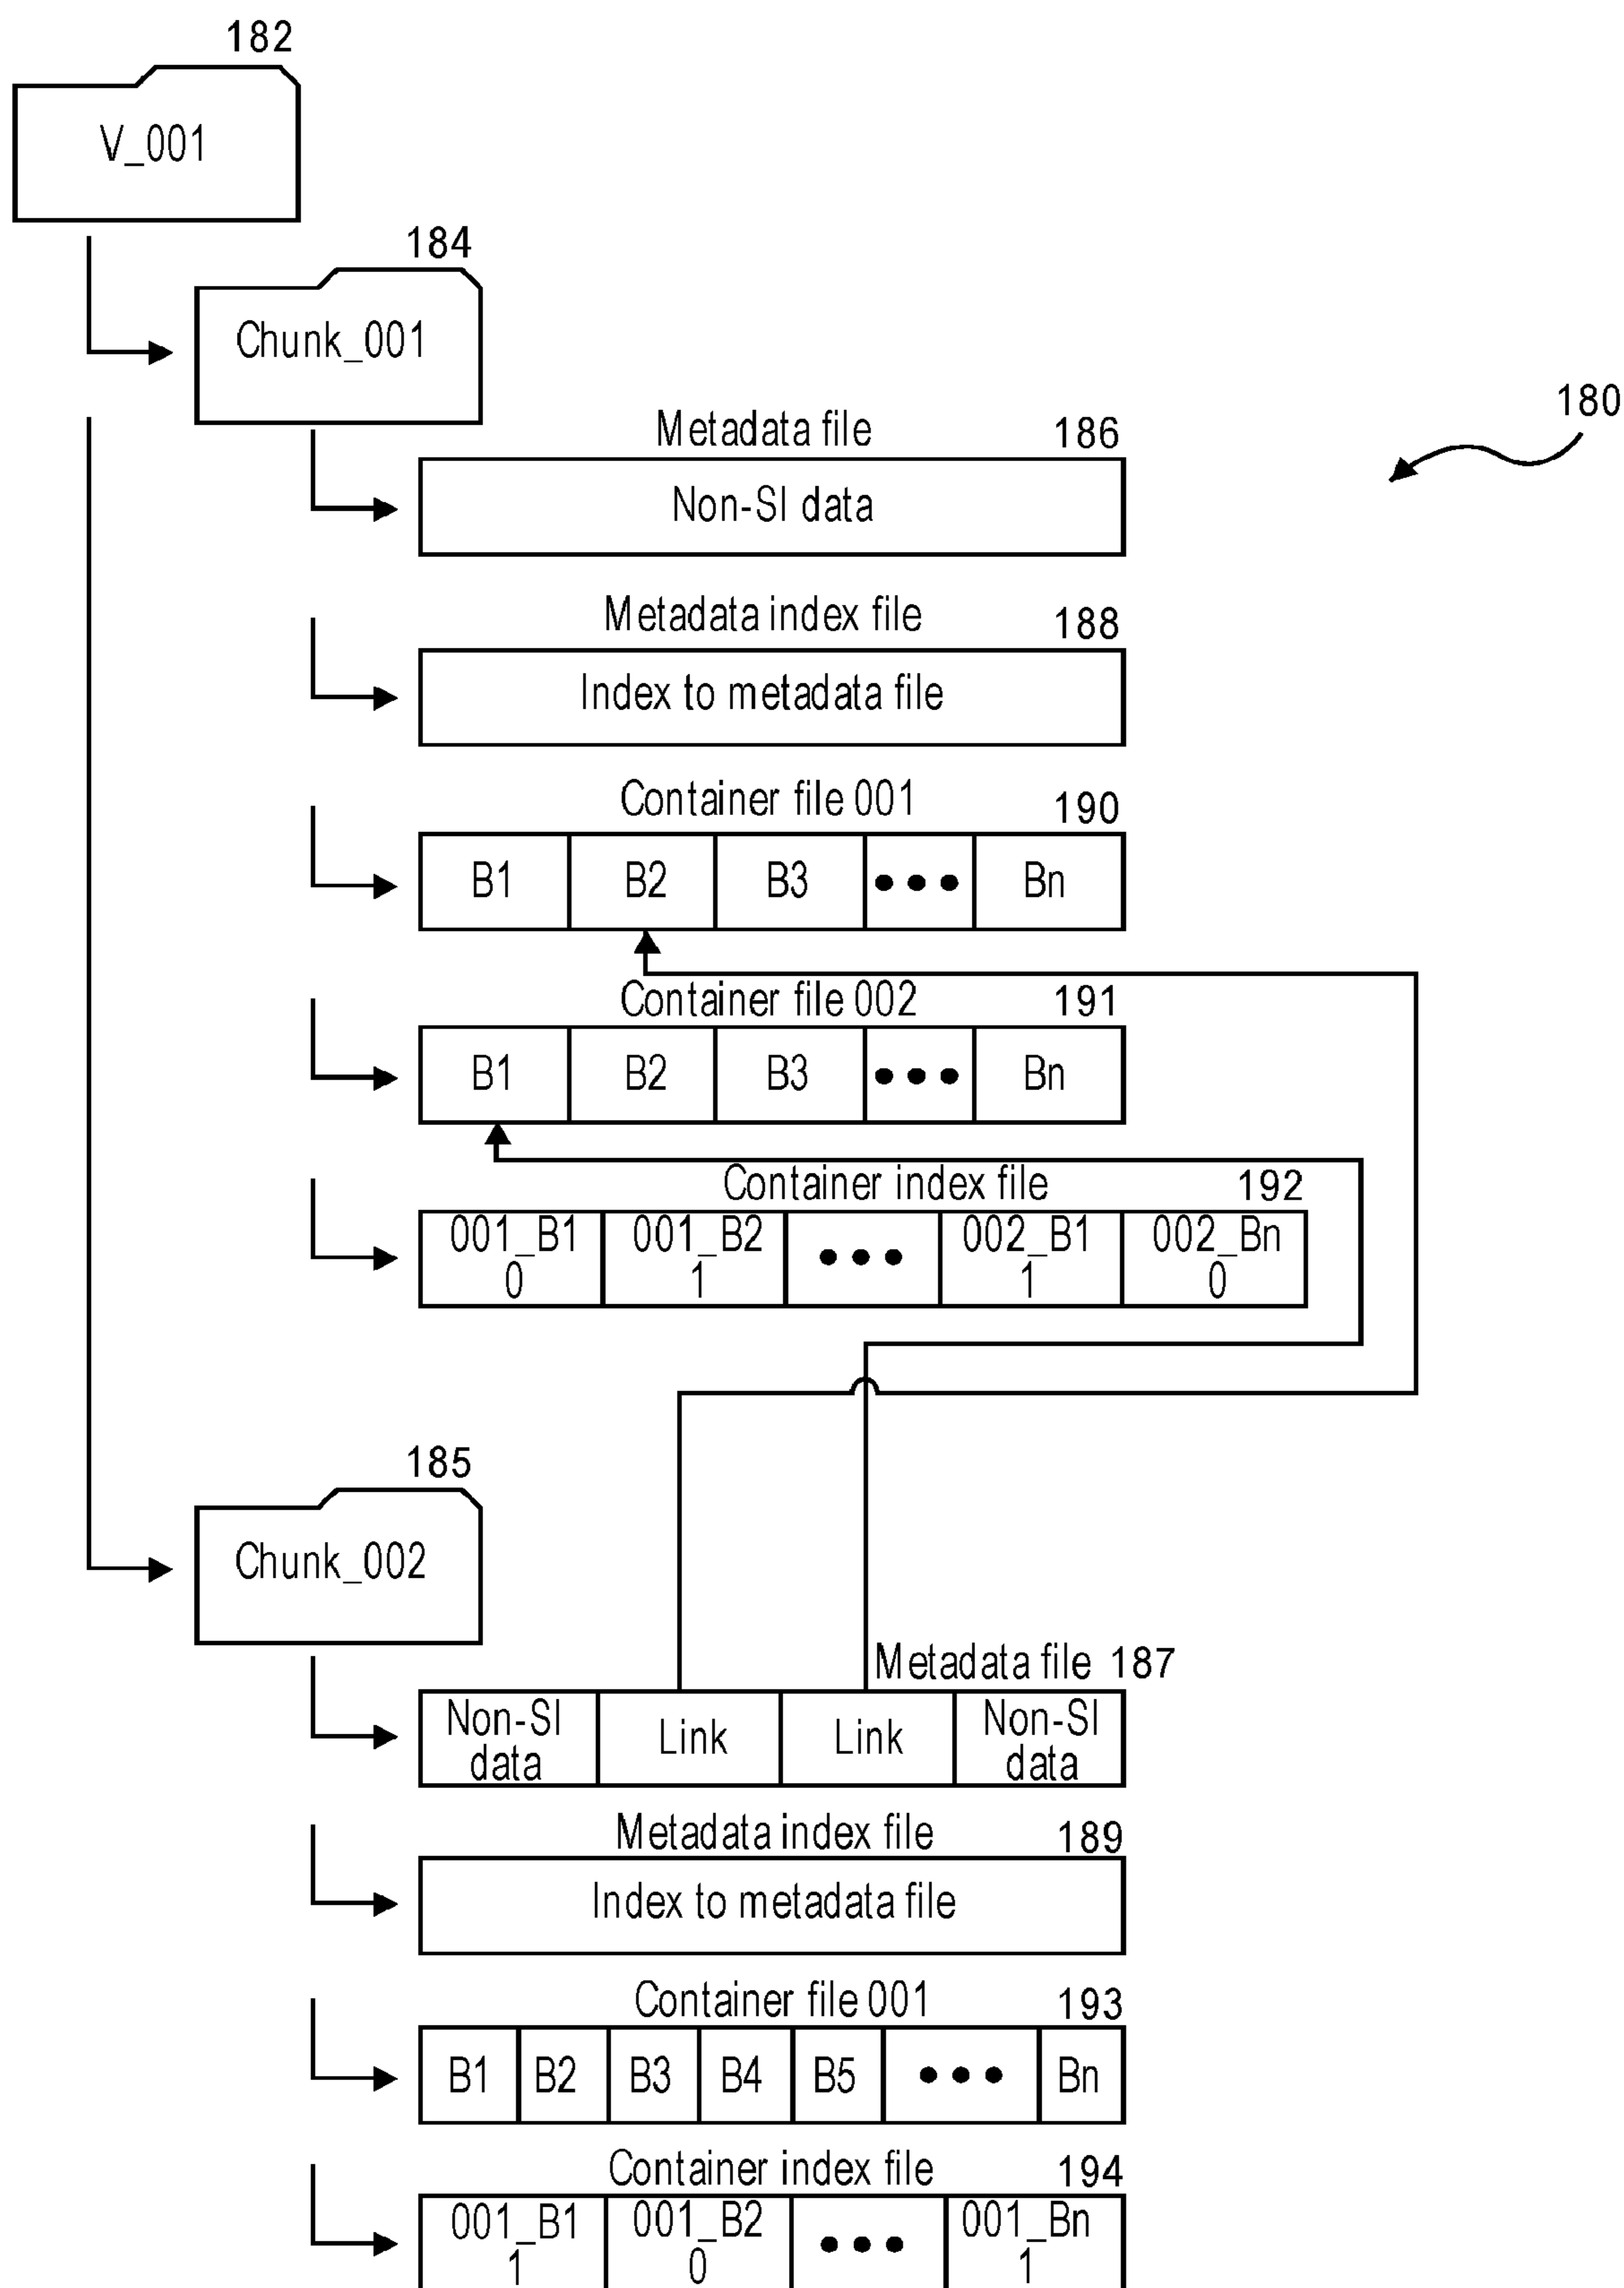 182
V_001
184
Chunk_001
180
Metadata file 186
Non-SI data
Metadata index file 188
Index to metadata file
Container file 001 190
B1 B2 B3 ••• Bn
Container file 002 191
B1 B2 B3 ••• Bn
Container index file 192
001_B1 001_B2 ••• 002_B1 002_Bn
0 1 1 0
185
Chunk_002
Metadata file 187
Non-SI Link Link Non-SI
data data
Metadata index file 189
Index to metadata file
Container file 001 193
B1 B2 B3 B4 B5 ••• Bn
Container index file 194
001_B1 001_B2 ••• 001_Bn
1 0 1